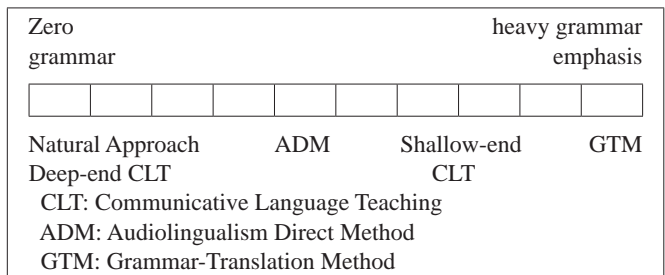 Zero heavy grammar
grammar emphasis
Natural Approach ADM Shallow-end GTM
Deep-end CLT CLT
CLT: Communicative Language Teaching
ADM: Audiolingualism Direct Method
GTM: Grammar-Translation Method